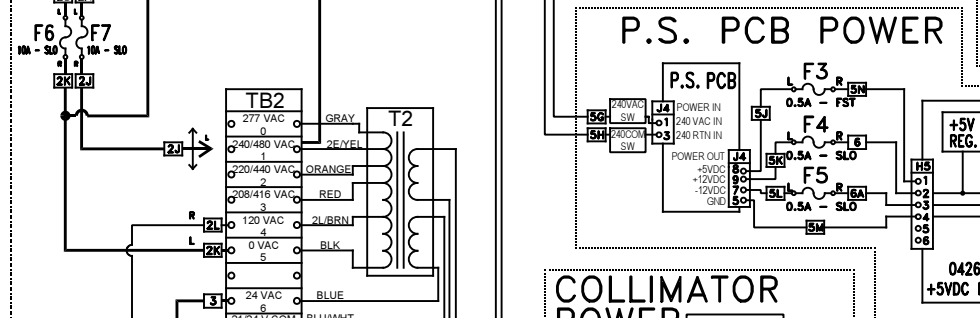 L L
F6 F7
10A - SLO 10A - SLO
R R
2K 2J
2J L
R 2L
L 2K
3
TB2
277 VAC
0
240/480 VAC
1
220/440 VAC
2
208/416 VAC
3
120 VAC
4
0 VAC
5
24 VAC
6
GRAY
2E/YEL
ORANGE
RED
2L/BRN
BLK
BLUE
BLU/WHT
T2
P.S. PCB POWER
P.S. PCB
5G 240VAC SW J4
5H 240COM SW
POWER IN
1 240 VAC IN
3 240 RTN IN
POWER OUT J4
+5VDC 8
+12VDC 9
-12VDC 7
GND 5
5J
5K
5L
5M
F3
L R 5N
0.5A - FST
F4
L R 6
0.5A - SLO
F5
L R 6A
0.5A - SLO
H5
1
2
3
4
5
6
+5V
REG.
0426
+5VDC
COLLIMATOR
POWER